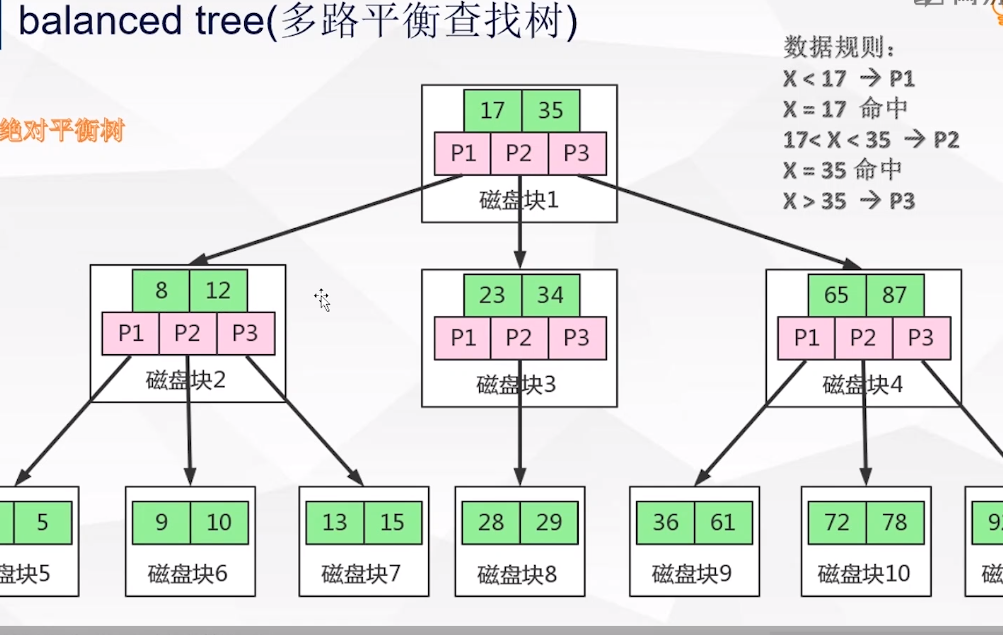 balanced tree(多路平衡查找树)
数据规则：
X < 17 → P1
X = 17 命中
17< X < 35 → P2
X = 35 命中
X > 35 → P3
绝对平衡树
17 35
P1 P2 P3
磁盘块1
8 12
P1 P2 P3
磁盘块2
23 34
P1 P2 P3
磁盘块3
65 87
P1 P2 P3
磁盘块4
5
盘块5
9 10
磁盘块6
13 15
磁盘块7
28 29
磁盘块8
36 61
磁盘块9
72 78
磁盘块10
9
磁